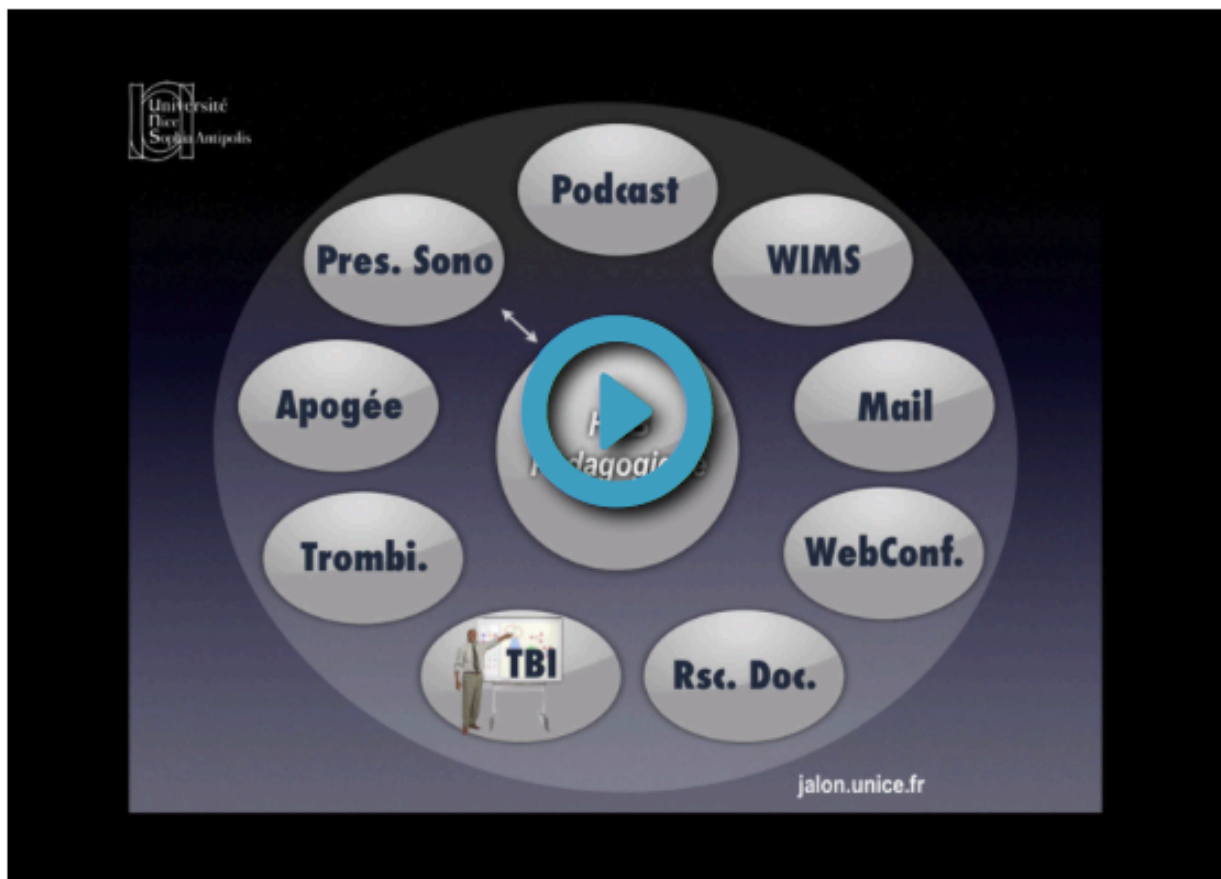 Université
Nice
Sophia Antipolis
Podcast
Pres. Sono
WIMS
Apogée
Mail
Trombi.
WebConf.
TBI
Rsc. Doc.
jalon.unice.fr